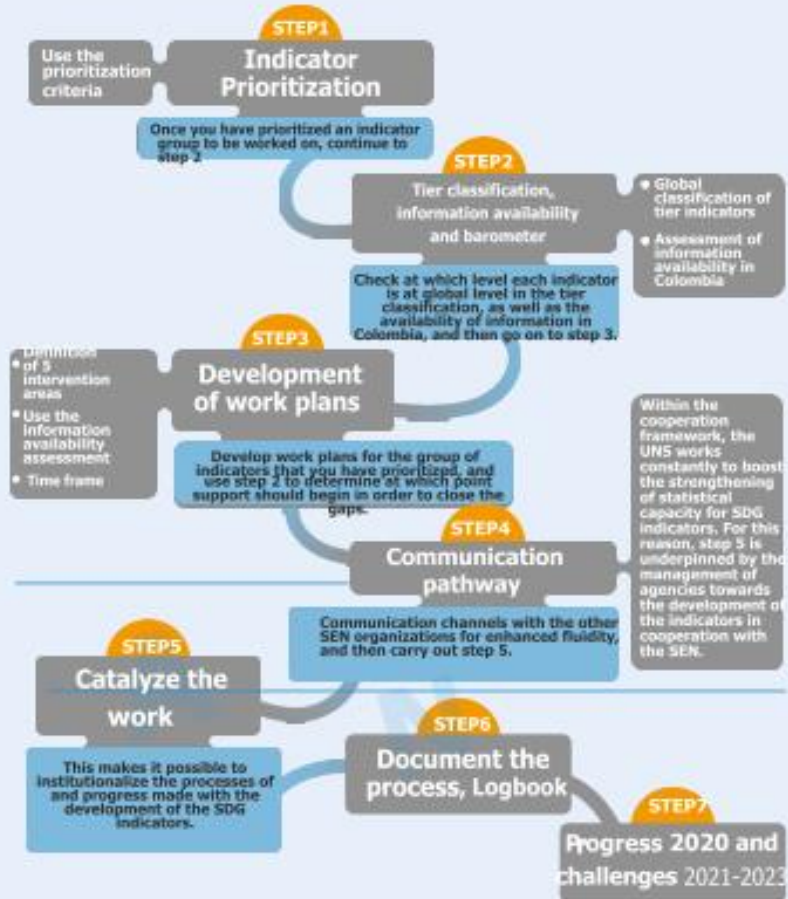 STEP1
Use the
prioritization
criteria
Indicator
Prioritization
Once you have prioritized an indicator
group to be worked on, continue to
step 2
STEP2
Tier classification,
information availability
and barometer
• Global
classification of
tier indicators
• Assessment of
information
availability in
Colombia
Check at which level each indicator
is at global level in the tier
classification, as well as the
availability of information in
Colombia, and then go on to step 3.
STEP3
• Definition
of 5
intervention
areas
• Use the
information
availability
assessment
• Time frame
Development
of work plans
Develop work plans for the group of
indicators that you have prioritized, and
use step 2 to determine at which point
support should begin in order to close the
gaps.
STEP4
Communication
pathway
Within the
cooperation
framework, the
UNS works
constantly to boost
the strengthening
of statistical
capacity for SDG
indicators. For this
reason, step 5 is
underpinned by the
management of
agencies towards
the development of
the indicators in
cooperation with
the SEN.
Communication channels with the other
SEN organizations for enhanced fluidity,
and then carry out step 5.
STEP5
Catalyze the
work
This makes it possible to
institutionalize the processes of
and progress made with the
development of the SDG
indicators.
STEP6
Document the
process, Logbook
STEP7
Progress 2020 and
challenges 2021-2023